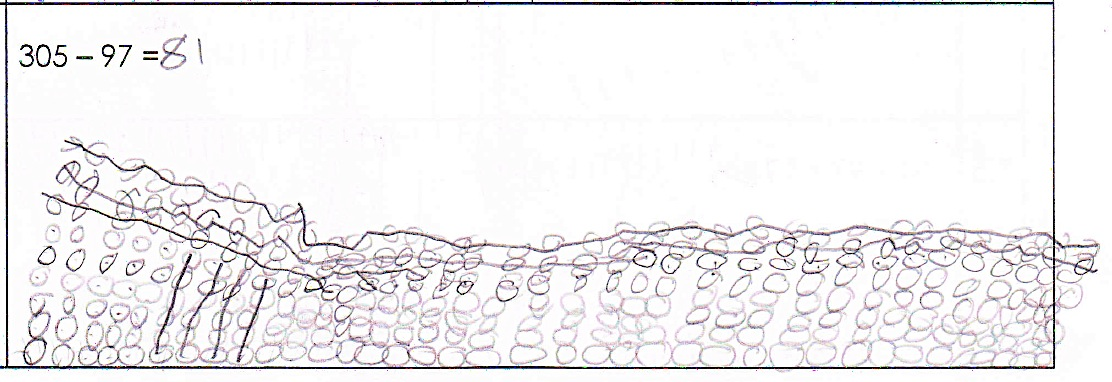 305 – 97 = 81